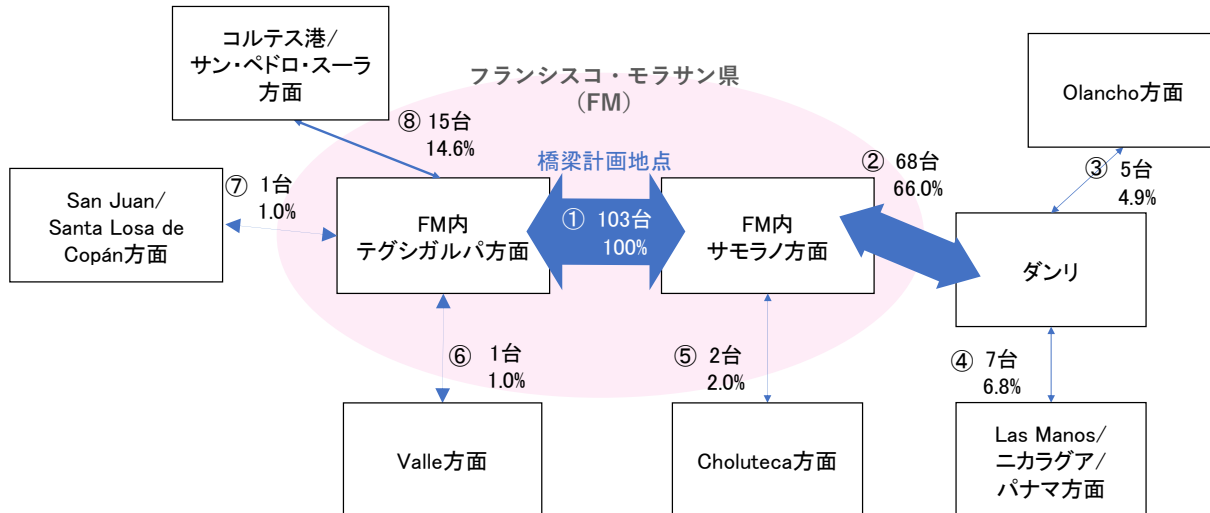 コルテス港/
サン・ペドロ・スーラ
方面
フランシスコ・モラサン県
（FM）
Olancho方面
⑧ 15台
14.6%
橋梁計画地点
② 68台
66.0%
③ 5台
4.9%
⑦ 1台
1.0%
San Juan/
Santa Losa de
Copán方面
FM内
テグシガルパ方面
① 103台
100%
FM内
サモラノ方面
ダンリ
⑥ 1台
1.0%
⑤ 2台
2.0%
④ 7台
6.8%
Valle方面
Choluteca方面
Las Manos/
ニカラグア/
パナマ方面